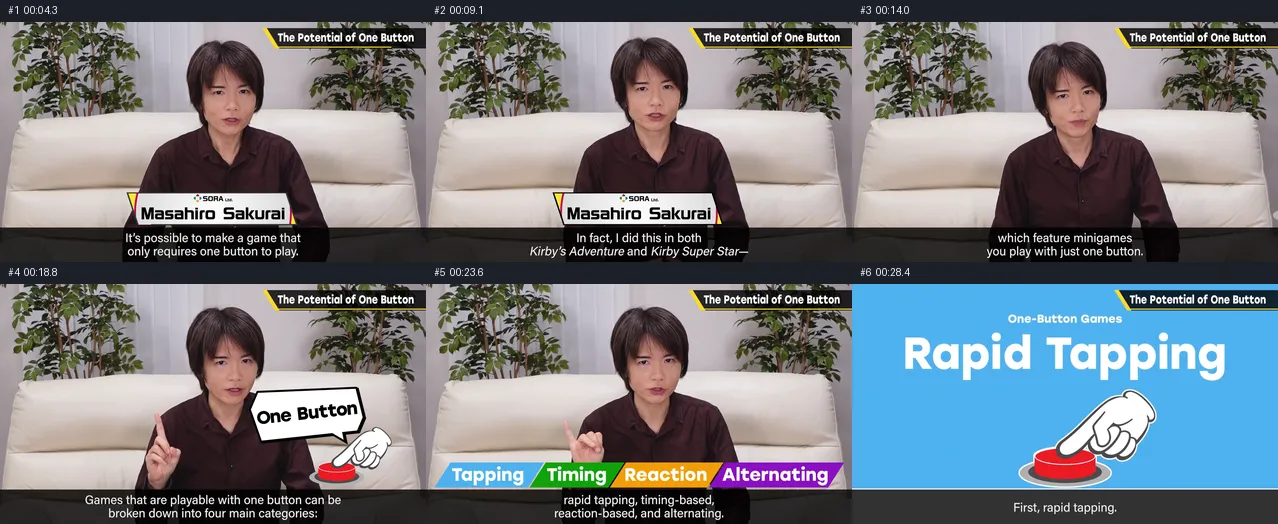 #1 00:04.3
The Potential of One Button
SORA Ltd.
Masahiro Sakurai
It's possible to make a game that
only requires one button to play.
#2 00:09.1
The Potential of One Button
SORA Ltd.
Masahiro Sakurai
In fact, I did this in both
Kirby's Adventure and Kirby Super Star—
#3 00:14.0
The Potential of One Button
which feature minigames
you play with just one button.
#4 00:18.8
The Potential of One Button
One Button
Games that are playable with one button can be
broken down into four main categories:
#5 00:23.6
The Potential of One Button
Tapping Timing Reaction Alternating
rapid tapping, timing-based,
reaction-based, and alternating.
#6 00:28.4
The Potential of One Button
One-Button Games
Rapid Tapping
First, rapid tapping.